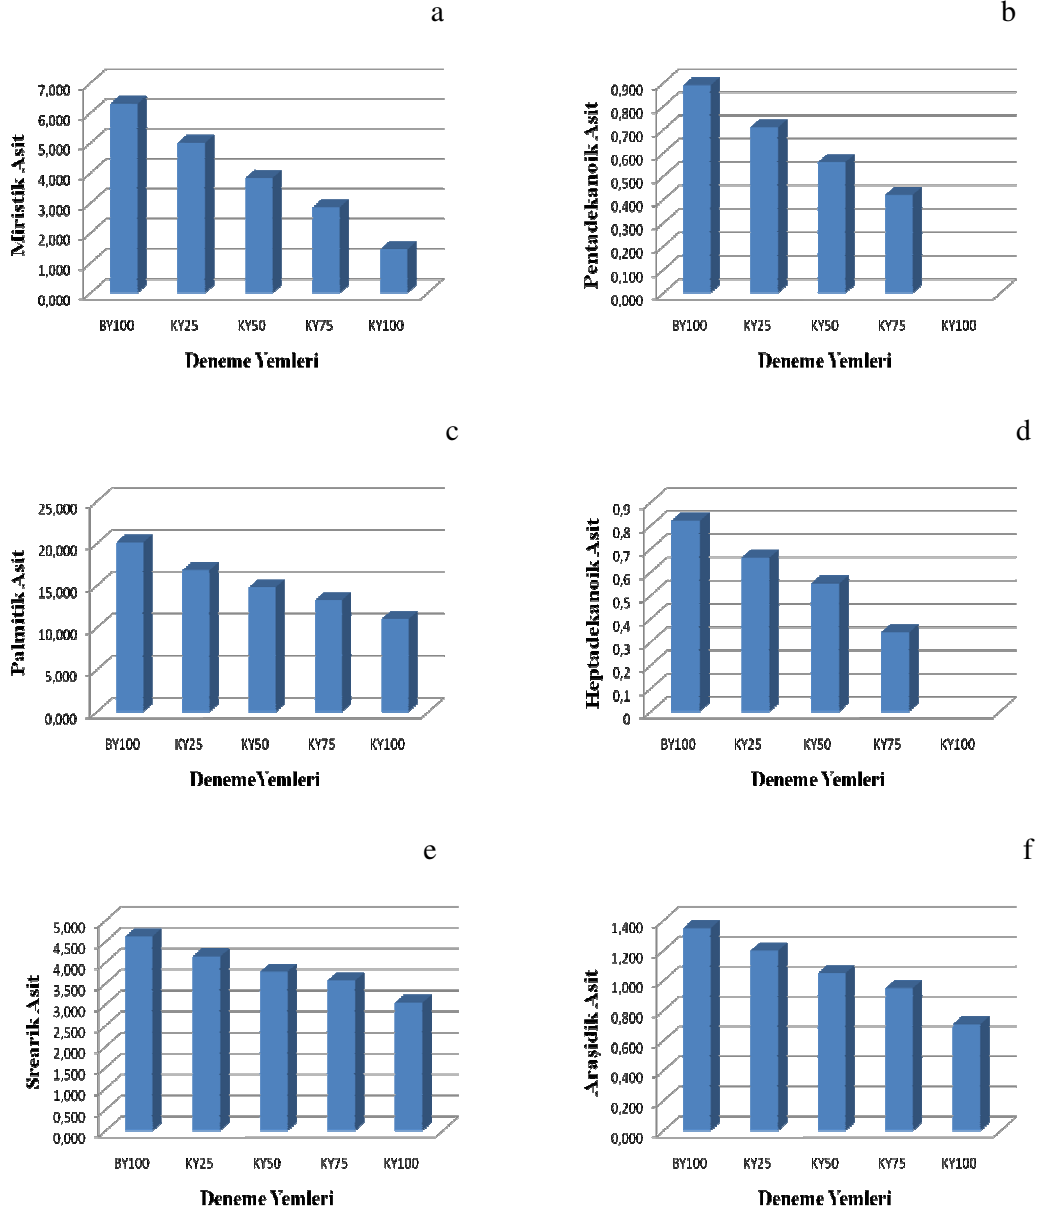 a
Miristik Asit
7,000
6,000
5,000
4,000
3,000
2,000
1,000
0,000
BY100 KY25 KY50 KY75 KY100
Deneme Yemleri
b
Pentadekanoik Asit
0,900
0,800
0,700
0,600
0,500
0,400
0,300
0,200
0,100
0,000
BY100 KY25 KY50 KY75 KY100
Deneme Yemleri
c
Palmitik Asit
25,000
20,000
15,000
10,000
5,000
0,000
BY100 KY25 KY50 KY75 KY100
Deneme Yemleri
d
Heptadekanoik Asit
0,9
0,8
0,7
0,6
0,5
0,4
0,3
0,2
0,1
0
BY100 KY25 KY50 KY75 KY100
Deneme Yemleri
e
Srearik Asit
5,000
4,500
4,000
3,500
3,000
2,500
2,000
1,500
1,000
0,500
0,000
BY100 KY25 KY50 KY75 KY100
Deneme Yemleri
f
Araşidik Asit
1,400
1,200
1,000
0,800
0,600
0,400
0,200
0,000
BY100 KY25 KY50 KY75 KY100
Deneme Yemleri